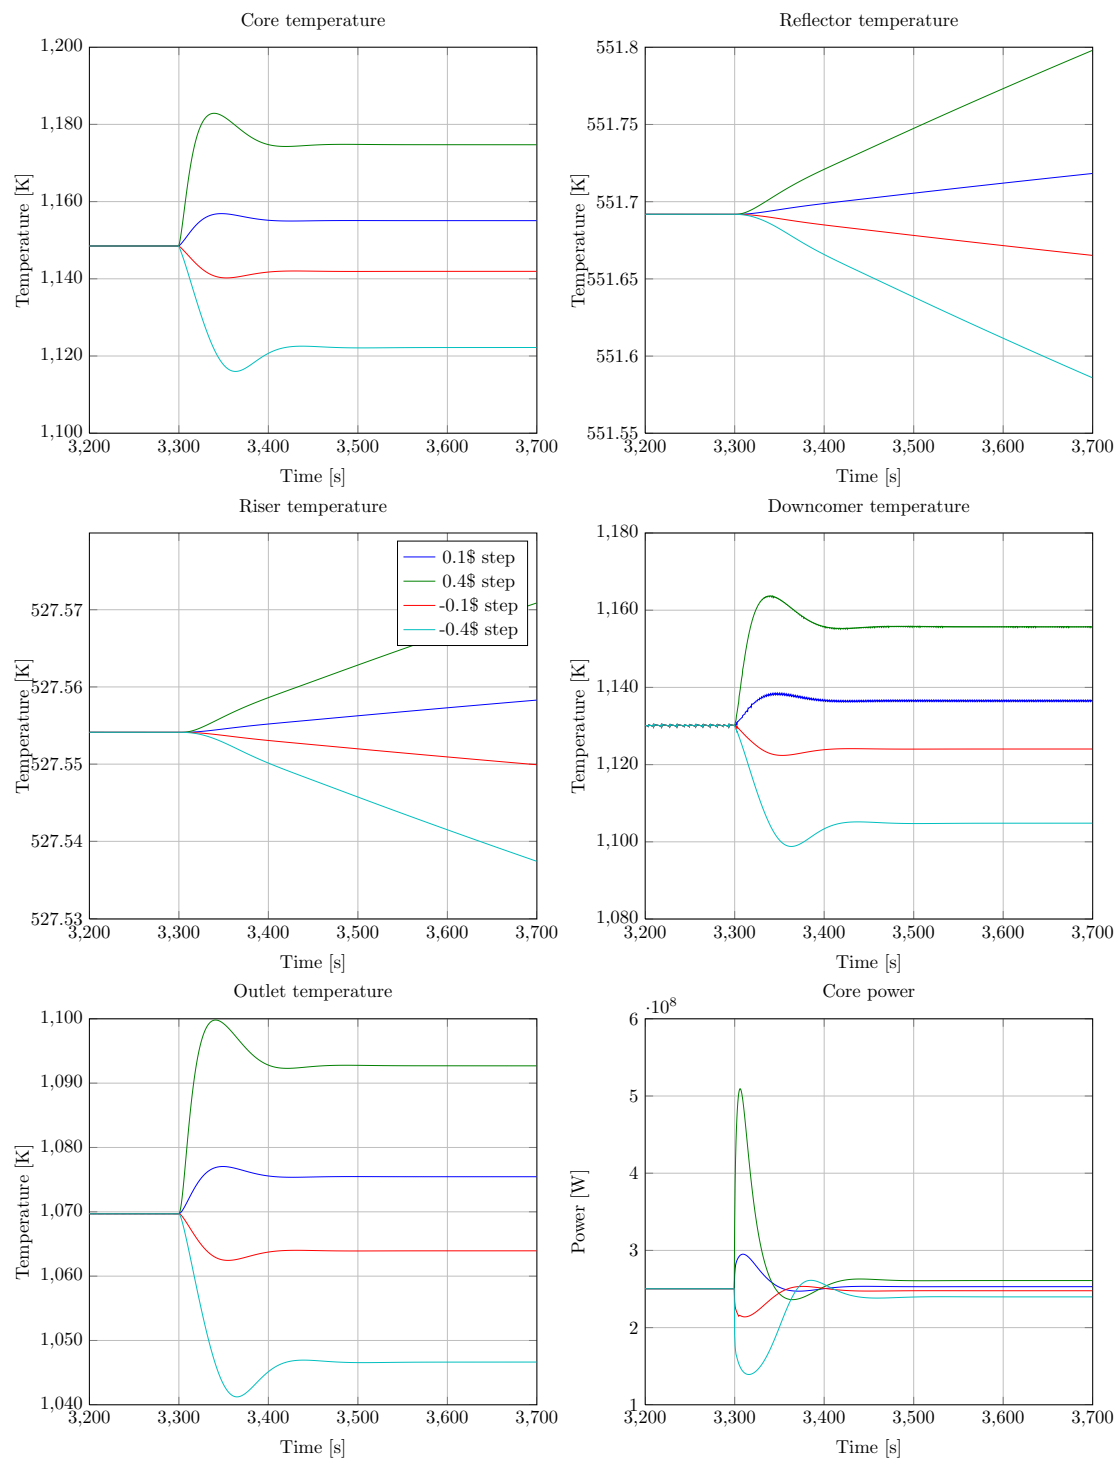 Core temperature
1,200
1,180
1,160
1,140
1,120
1,100
Temperature [K]
3,200 3,300 3,400 3,500 3,600 3,700
Time [s]
Reflector temperature
551.8
551.75
551.7
551.65
551.6
551.55
Temperature [K]
3,200 3,300 3,400 3,500 3,600 3,700
Time [s]
Riser temperature
527.57
527.56
527.55
527.54
527.53
Temperature [K]
0.1$ step
0.4$ step
-0.1$ step
-0.4$ step
3,200 3,300 3,400 3,500 3,600 3,700
Time [s]
Downcomer temperature
1,180
1,160
1,140
1,120
1,100
1,080
Temperature [K]
3,200 3,300 3,400 3,500 3,600 3,700
Time [s]
Outlet temperature
1,100
1,090
1,080
1,070
1,060
1,050
1,040
Temperature [K]
3,200 3,300 3,400 3,500 3,600 3,700
Time [s]
Core power
·10⁸
6
5
4
3
2
1
Power [W]
3,200 3,300 3,400 3,500 3,600 3,700
Time [s]